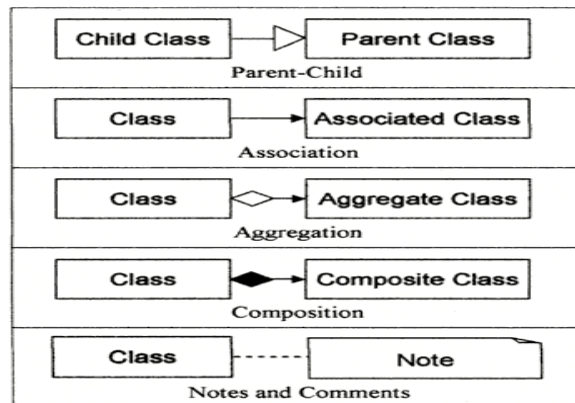 Child Class Parent Class
Parent-Child
Class Associated Class
Association
Class Aggregate Class
Aggregation
Class Composite Class
Composition
Class Note
Notes and Comments